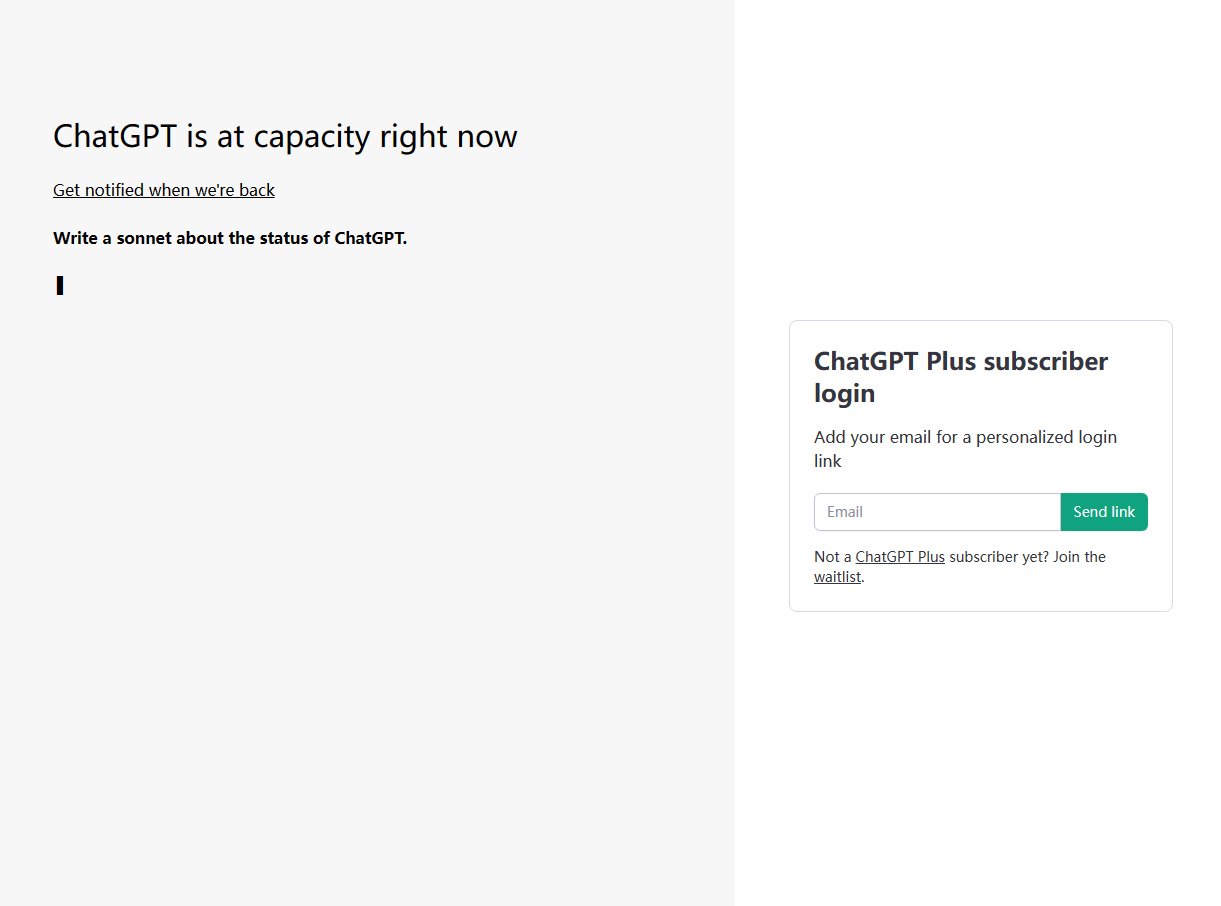 ChatGPT is at capacity right now
Get notified when we're back
Write a sonnet about the status of ChatGPT.
ChatGPT Plus subscriber
login
Add your email for a personalized login
link
Email
Send link
Not a ChatGPT Plus subscriber yet? Join the
waitlist.